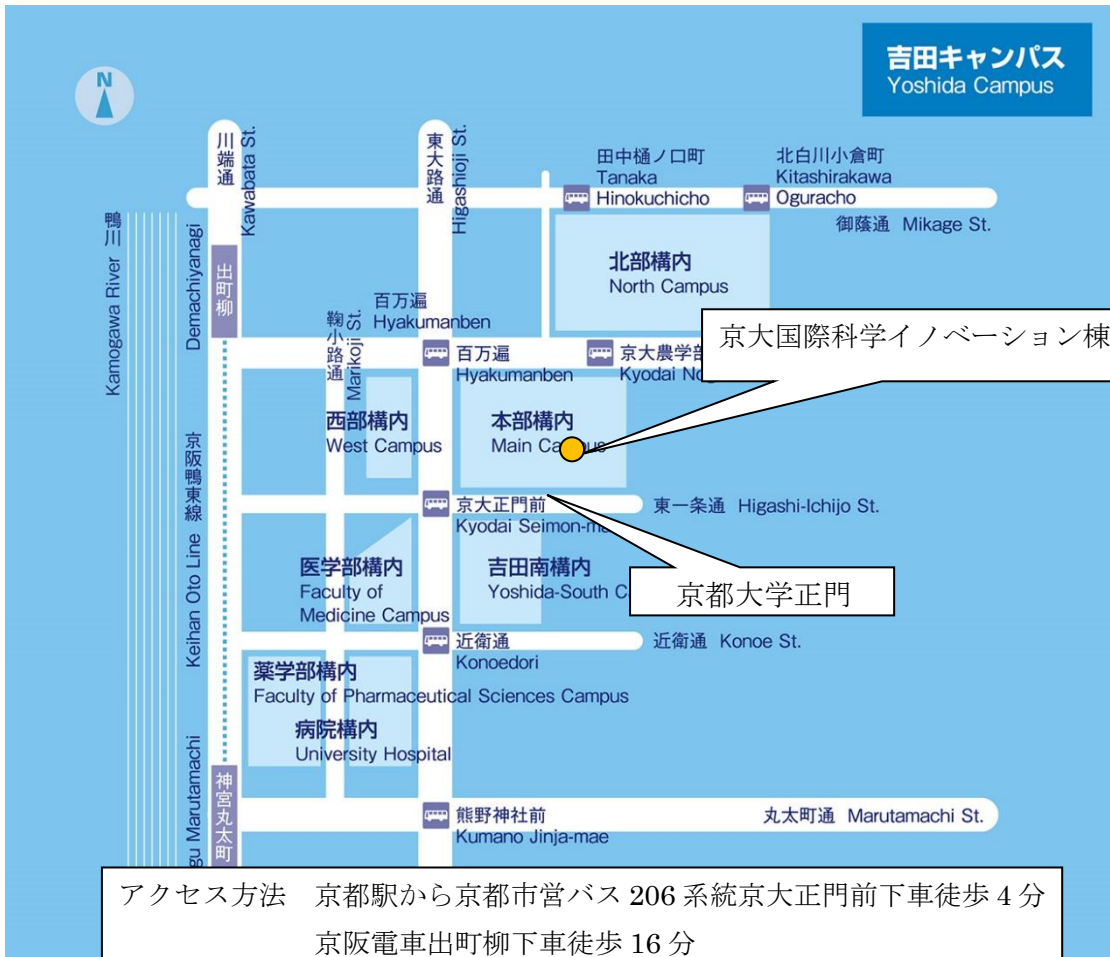 吉田キャンパス
Yoshida Campus
N
川端通
Kawabata St.
東大路通
Higashioji St.
田中樋ノ口町
Tanaka
Hinokuchicho
北白川小倉町
Kitashirakawa
Oguracho
御蔭通 Mikage St.
鴨川
Kamogawa River
Demachiyanagi
出町柳
北部構内
North Campus
百万遍
Hyakumanben
鞠小路通
Marikoji St.
京大国際科学イノベーション棟
百万遍
Hyakumanben
京大農学部
Kyodai
西部構内
West Campus
本部構内
Main Campus
京阪鴨東線
Keihan Oto Line
京大正門前
Kyodai
東一条通 Higashi-Ichijo St.
医学部構内
Faculty of
Medicine Campus
吉田南構内
Yoshida-South
京都大学正門
近衛通
Konoedori
近衛通 Konoe St.
薬学部構内
Faculty of Pharmaceutical Sciences Campus
病院構内
University Hospital
Marutamachi
神宮丸太町
熊野神社前
Kumano Jinja-mae
丸太町通 Marutamachi St.
アクセス方法 京都駅から京都市営バス 206 系統京大正門前下車徒歩 4 分
京阪電車出町柳下車徒歩 16 分